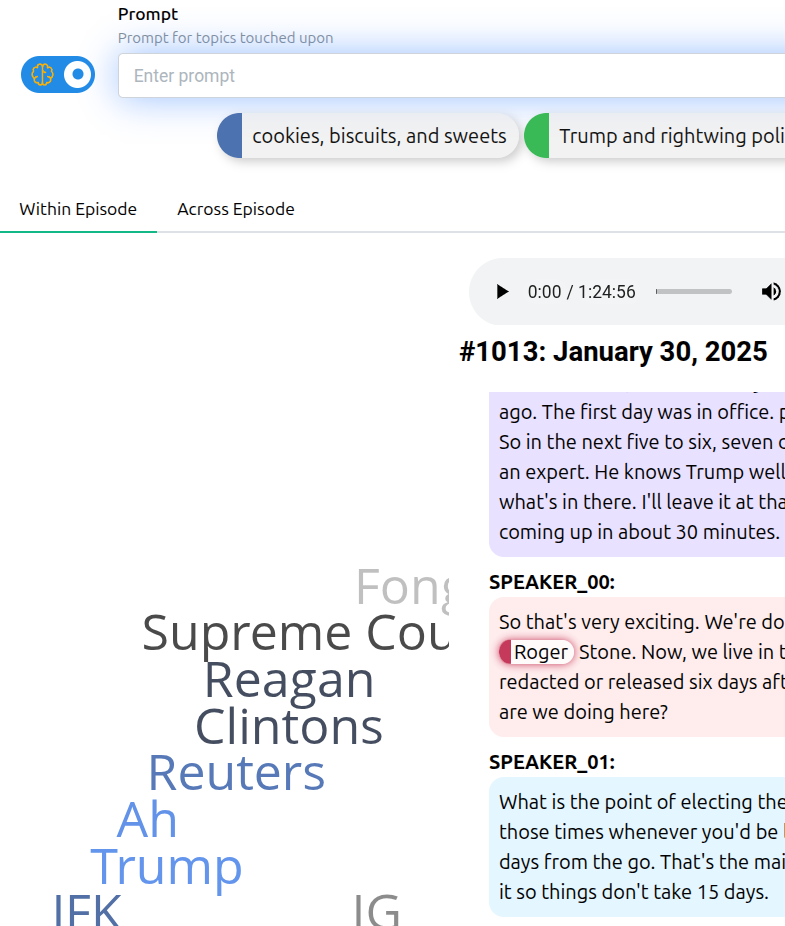 Prompt
Prompt for topics touched upon
Enter prompt
cookies, biscuits, and sweets
Trump and rightwing poli
Within Episode
Across Episode
0:00 / 1:24:56
#1013: January 30, 2025
ago. The first day was in office. p
So in the next five to six, seven
an expert. He knows Trump well
what's in there. I'll leave it at tha
coming up in about 30 minutes.
SPEAKER_00:
So that's very exciting. We're do
Roger Stone. Now, we live in t
redacted or released six days aft
are we doing here?
SPEAKER_01:
What is the point of electing the
those times whenever you'd be
days from the go. That's the mai
it so things don't take 15 days.
Fong
Supreme Cou
Reagan
Clintons
Reuters
Ah
Trump
JFK
IG